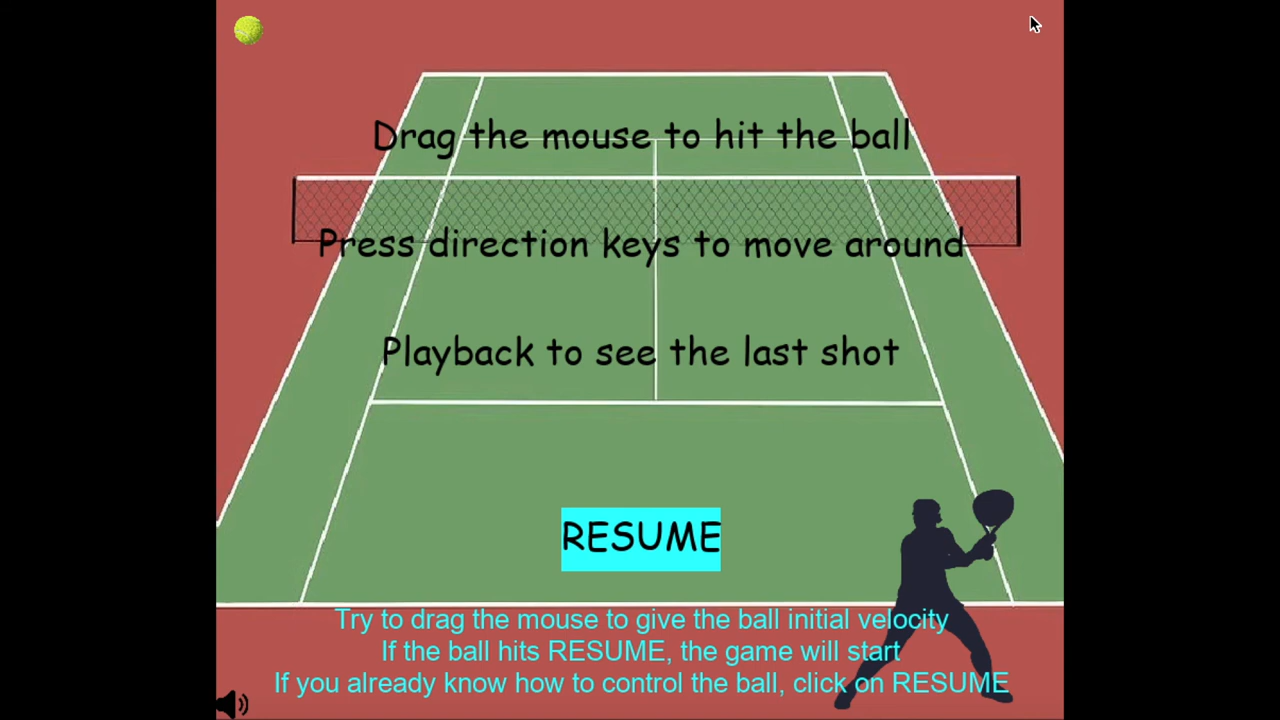 Drag the mouse to hit the ball
Press direction keys to move around
Playback to see the last shot
RESUME
Try to drag the mouse to give the ball initial velocity
If the ball hits RESUME, the game will start
If you already know how to control the ball, click on RESUME